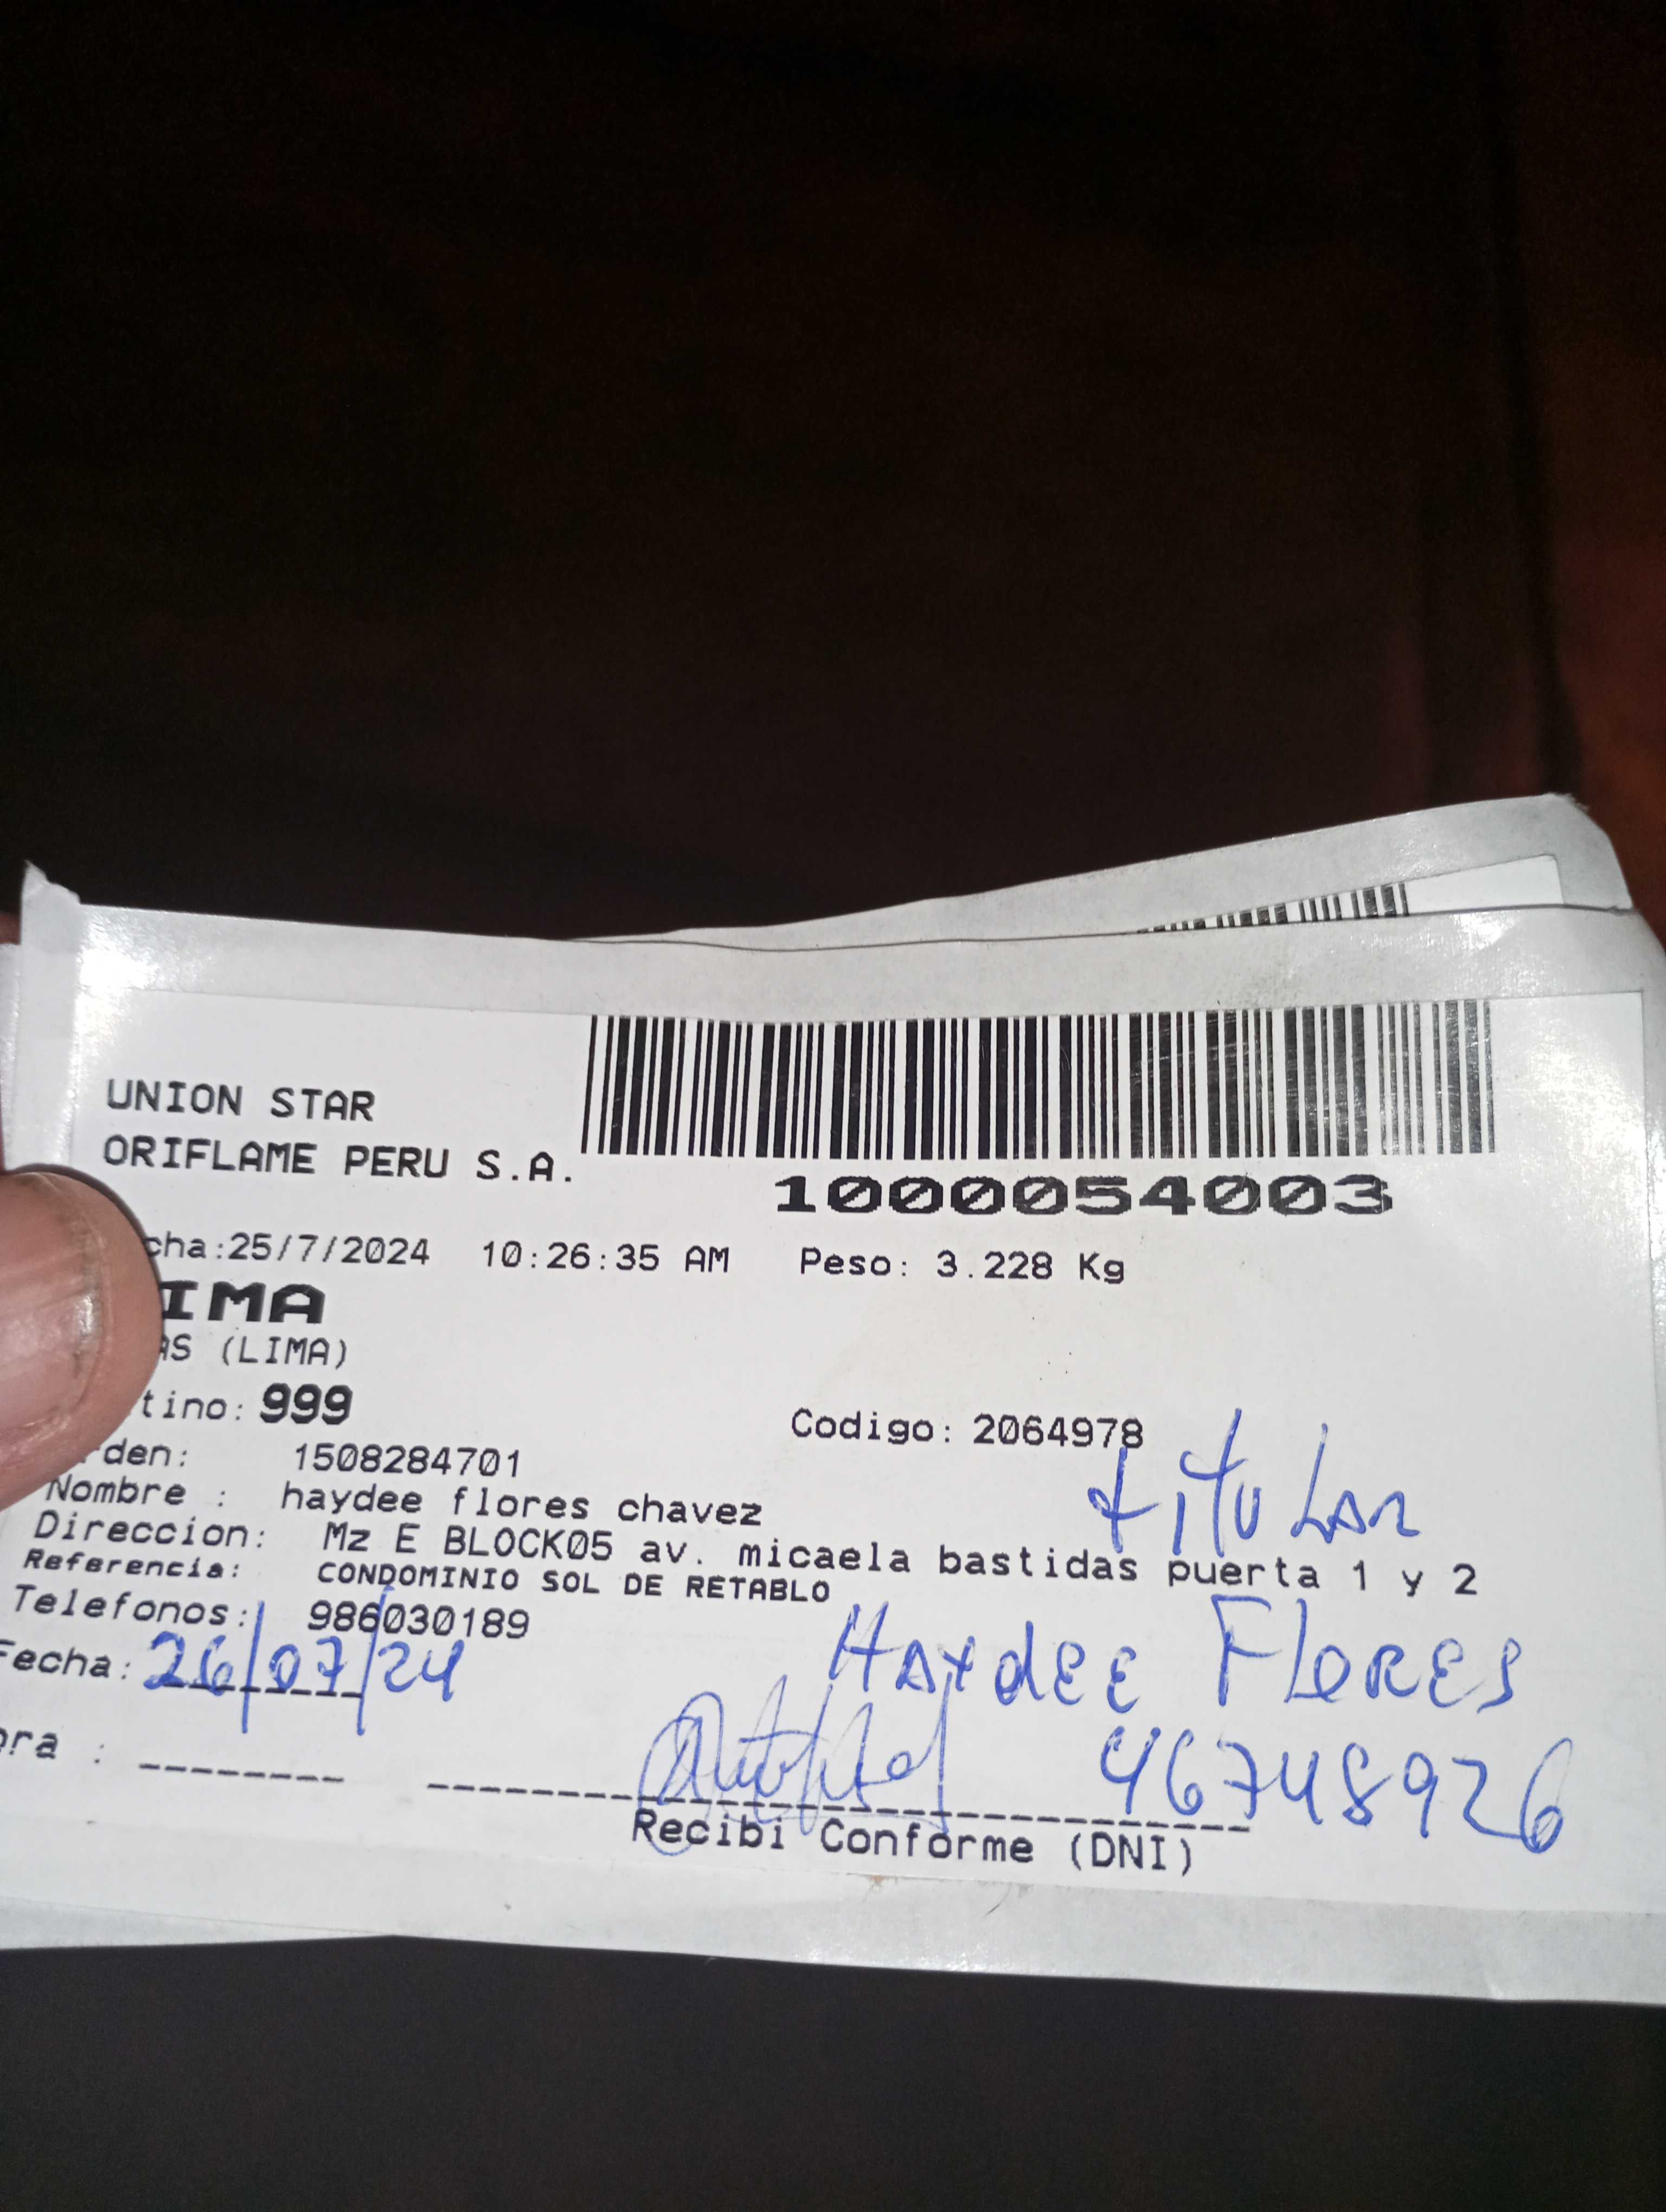 UNION STAR
ORIFLAME PERU S.A.
1000054003
cha:25/7/2024 10:26:35 AM Peso: 3.228 Kg
IMA
AS (LIMA)
tino: 999
Codigo: 2064978
den: 1508284701
titular
Nombre : haydee flores chavez
Direccion: Mz E BLOCK05 av. micaela bastidas puerta 1 y 2
Referencia: CONDOMINIO SOL DE RETABLO
Telefonos: 986030189
HAYdEE FloRES
Fecha: 26/07/24
ora :
46748926
Recibi Conforme (DNI)